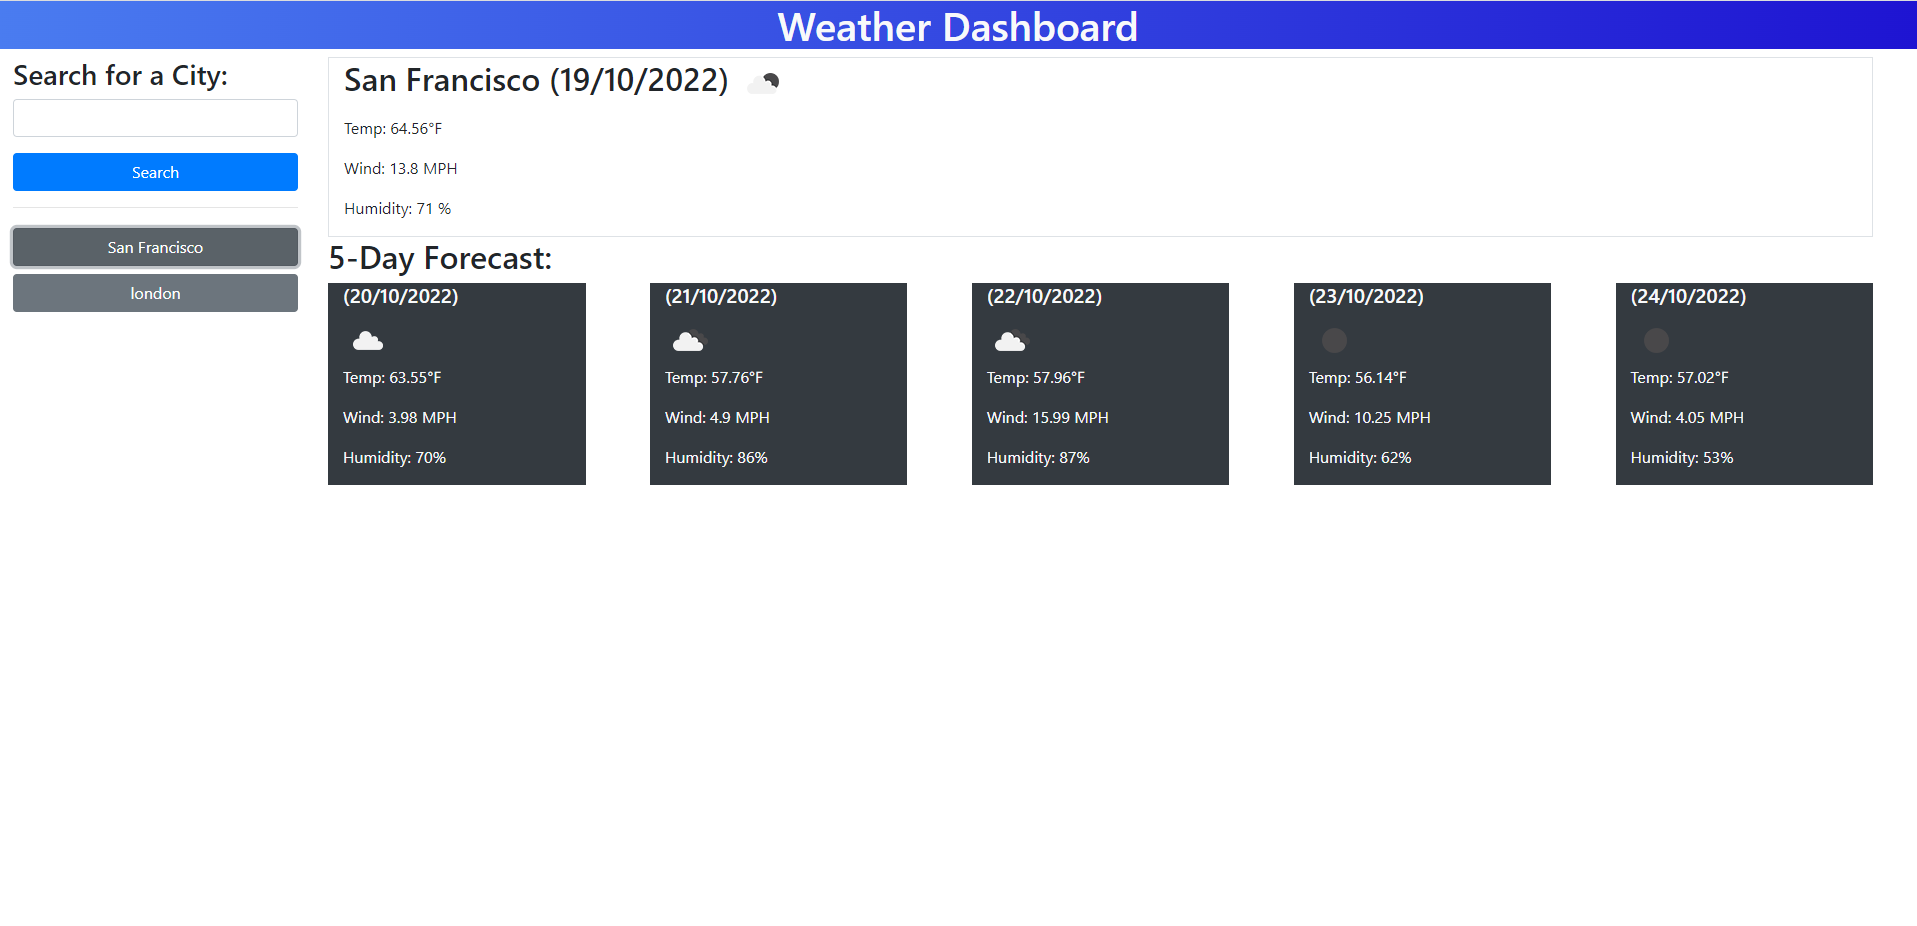 Weather Dashboard
Search for a City:
Search
San Francisco
london
San Francisco (19/10/2022)
Temp: 64.56°F
Wind: 13.8 MPH
Humidity: 71 %
5-Day Forecast:
(20/10/2022)
Temp: 63.55°F
Wind: 3.98 MPH
Humidity: 70%
(21/10/2022)
Temp: 57.76°F
Wind: 4.9 MPH
Humidity: 86%
(22/10/2022)
Temp: 57.96°F
Wind: 15.99 MPH
Humidity: 87%
(23/10/2022)
Temp: 56.14°F
Wind: 10.25 MPH
Humidity: 62%
(24/10/2022)
Temp: 57.02°F
Wind: 4.05 MPH
Humidity: 53%